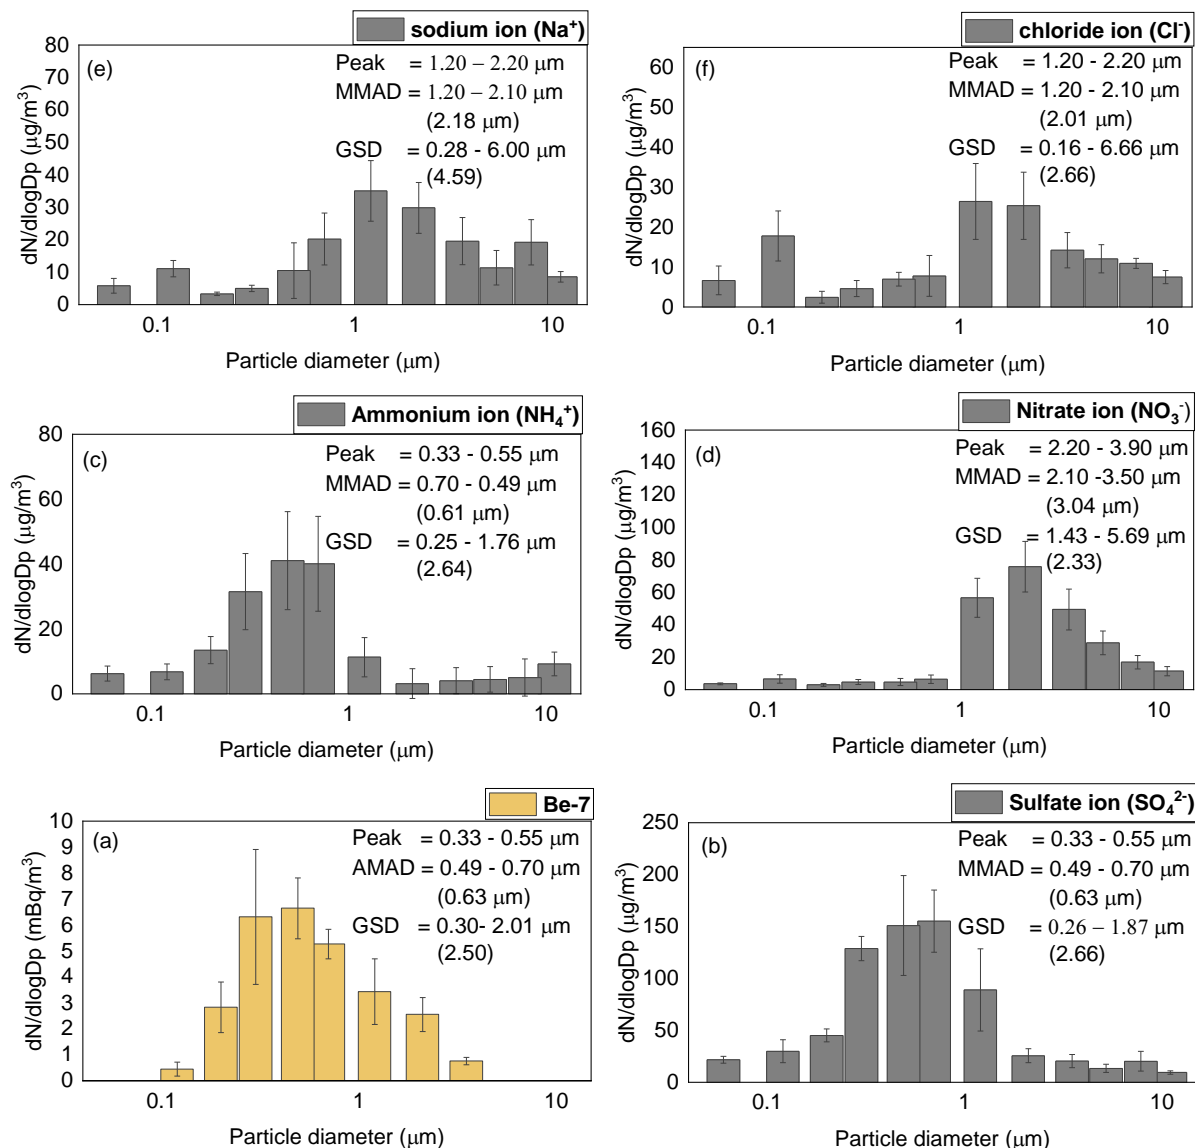 sodium ion (Na⁺)
(e)
Peak = 1.20 – 2.20 μm
MMAD = 1.20 – 2.10 μm
(2.18 μm)
GSD = 0.28 - 6.00 μm
(4.59)
dN/dlogDp (μg/m³)
80
70
60
50
40
30
20
10
0
0.1 1 10
Particle diameter (μm)
chloride ion (Cl⁻)
(f)
Peak = 1.20 - 2.20 μm
MMAD = 1.20 - 2.10 μm
(2.01 μm)
GSD = 0.16 - 6.66 μm
(2.66)
dN/dlogDp (μg/m³)
60
50
40
30
20
10
0
0.1 1 10
Particle diameter (μm)
Ammonium ion (NH₄⁺)
(c)
Peak = 0.33 - 0.55 μm
MMAD = 0.70 - 0.49 μm
(0.61 μm)
GSD = 0.25 - 1.76 μm
(2.64)
dN/dlogDp (μg/m³)
80
60
40
20
0
0.1 1 10
Particle diameter (μm)
Nitrate ion (NO₃⁻)
(d)
Peak = 2.20 - 3.90 μm
MMAD = 2.10 -3.50 μm
(3.04 μm)
GSD = 1.43 - 5.69 μm
(2.33)
dN/dlogDp (μg/m³)
160
140
120
100
80
60
40
20
0
0.1 1 10
Particle diameter (μm)
Be-7
(a)
Peak = 0.33 - 0.55 μm
AMAD = 0.49 - 0.70 μm
(0.63 μm)
GSD = 0.30- 2.01 μm
(2.50)
dN/dlogDp (mBq/m³)
10
9
8
7
6
5
4
3
2
1
0
0.1 1 10
Particle diameter (μm)
Sulfate ion (SO₄²⁻)
(b)
Peak = 0.33 - 0.55 μm
MMAD = 0.49 - 0.70 μm
(0.63 μm)
GSD = 0.26 – 1.87 μm
(2.66)
dN/dlogDp (μg/m³)
250
200
150
100
50
0
0.1 1 10
Particle diameter (μm)